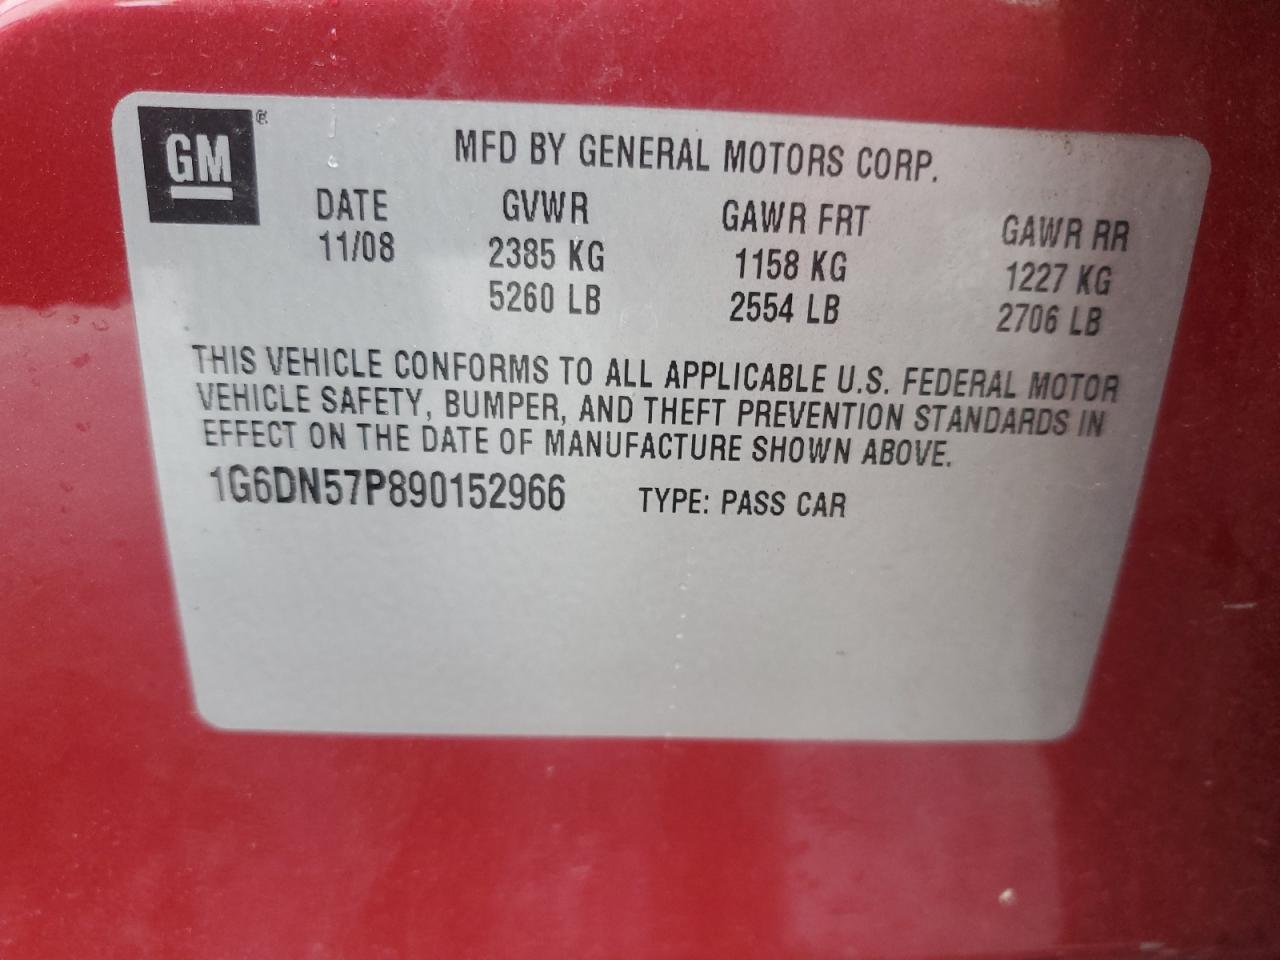 GM®
MFD BY GENERAL MOTORS CORP.
DATE GVWR GAWR FRT GAWR RR
11/08 2385 KG 1158 KG 1227 KG
5260 LB 2554 LB 2706 LB
THIS VEHICLE CONFORMS TO ALL APPLICABLE U.S. FEDERAL MOTOR
VEHICLE SAFETY, BUMPER, AND THEFT PREVENTION STANDARDS IN
EFFECT ON THE DATE OF MANUFACTURE SHOWN ABOVE.
1G6DN57P890152966 TYPE: PASS CAR